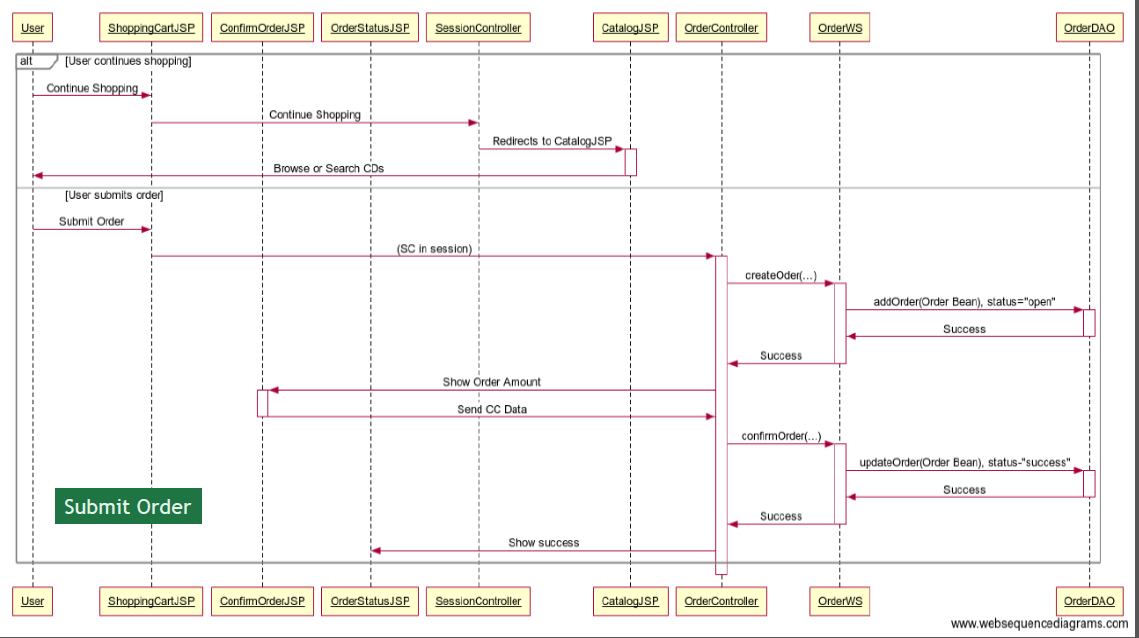 User ShoppingCartJSP ConfirmOrderJSP OrderStatusJSP SessionController CatalogJSP OrderController OrderWS OrderDAO
alt [User continues shopping]
Continue Shopping
Continue Shopping
Redirects to CatalogJSP
Browse or Search CDs
[User submits order]
Submit Order
(SC in session)
createOder(...)
addOrder(Order Bean), status="open"
Success
Success
Show Order Amount
Send CC Data
confirmOrder(...)
updateOrder(Order Bean), status-"success"
Success
Submit Order
Success
Show success
User ShoppingCartJSP ConfirmOrderJSP OrderStatusJSP SessionController CatalogJSP OrderController OrderWS OrderDAO
www.websequencediagrams.com